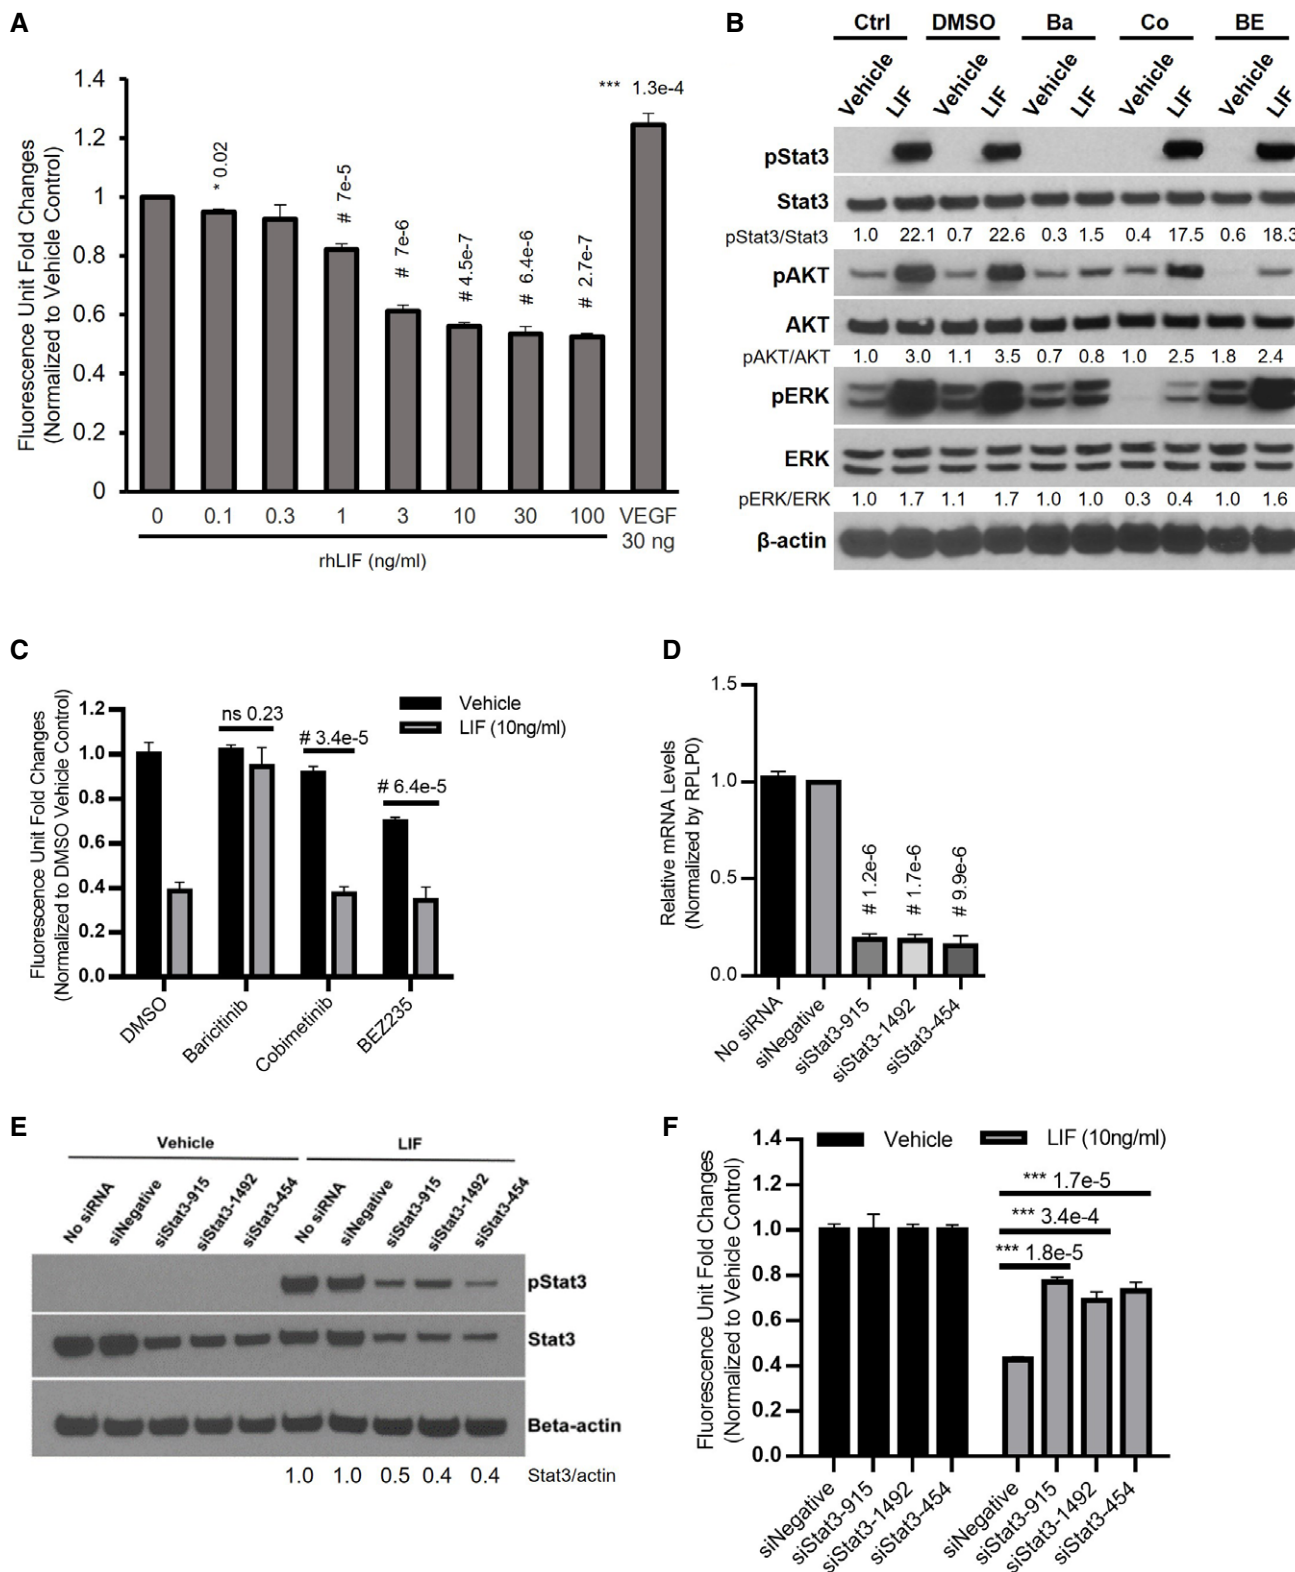 A
Fluorescence Unit Fold Changes
(Normalized to Vehicle Control)
1.4
1.2
1
0.8
0.6
0.4
0.2
0
* 0.02
# 7e-5
# 7e-6
# 4.5e-7
# 6.4e-6
# 2.7e-7
*** 1.3e-4
0 0.1 0.3 1 3 10 30 100 VEGF
30 ng
rhLIF (ng/ml)
B
Ctrl DMSO Ba Co BE
Vehicle LIF Vehicle LIF Vehicle LIF Vehicle LIF Vehicle LIF
pStat3
Stat3
pStat3/Stat3 1.0 22.1 0.7 22.6 0.3 1.5 0.4 17.5 0.6 18.3
pAKT
AKT
pAKT/AKT 1.0 3.0 1.1 3.5 0.7 0.8 1.0 2.5 1.8 2.4
pERK
ERK
pERK/ERK 1.0 1.7 1.1 1.7 1.0 1.0 0.3 0.4 1.0 1.6
β-actin
C
Fluorescence Unit Fold Changes
(Normalized to DMSO Vehicle Control)
1.2
1.0
0.8
0.6
0.4
0.2
0.0
Vehicle
LIF (10ng/ml)
ns 0.23
# 3.4e-5
# 6.4e-5
DMSO
Baricitinib
Cobimetinib
BEZ235
D
Relative mRNA Levels
(Normalized by RPLP0)
1.5
1.0
0.5
0.0
# 1.2e-6
# 1.7e-6
# 9.9e-6
No siRNA
siNegative
siStat3-915
siStat3-1492
siStat3-454
E
Vehicle LIF
No siRNA siNegative siStat3-915 siStat3-1492 siStat3-454 No siRNA siNegative siStat3-915 siStat3-1492 siStat3-454
pStat3
Stat3
Beta-actin
1.0 1.0 0.5 0.4 0.4 Stat3/actin
F
Fluorescence Unit Fold Changes
(Normalized to Vehicle Control)
1.4
1.2
1.0
0.8
0.6
0.4
0.2
0.0
Vehicle LIF (10ng/ml)
*** 1.7e-5
*** 3.4e-4
*** 1.8e-5
siNegative
siStat3-915
siStat3-1492
siStat3-454
siNegative
siStat3-915
siStat3-1492
siStat3-454